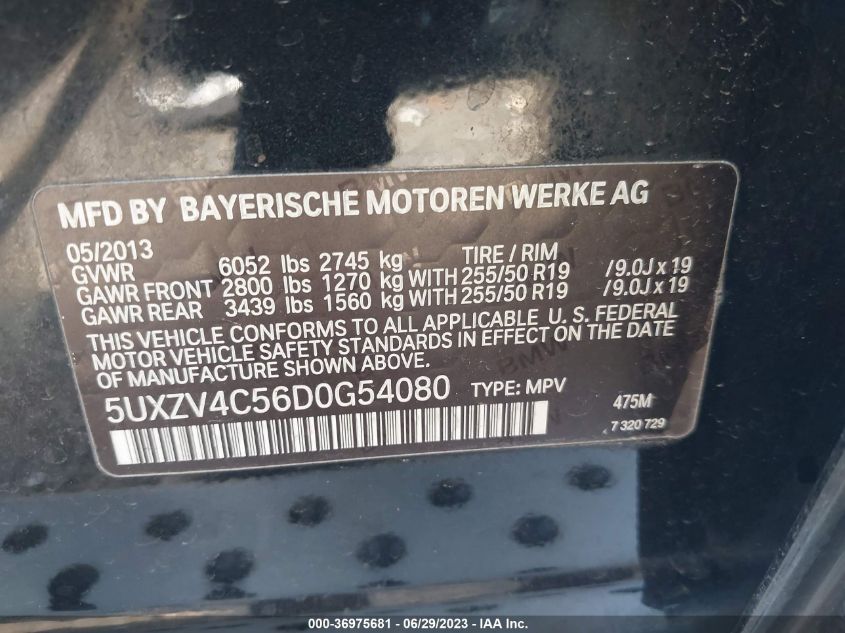 MFD BY BAYERISCHE MOTOREN WERKE AG
05/2013 TIRE / RIM
GVWR 6052 lbs 2745 kg
GAWR FRONT 2800 lbs 1270 kg WITH 255/50 R19 /9.0J x 19
GAWR REAR 3439 lbs 1560 kg WITH 255/50 R19 /9.0J x 19
THIS VEHICLE CONFORMS TO ALL APPLICABLE U. S. FEDERAL
MOTOR VEHICLE SAFETY STANDARDS IN EFFECT ON THE DATE
OF MANUFACTURE SHOWN ABOVE.
5UXZV4C56D0G54080 TYPE: MPV 475M
7 320 729
000-36975681 - 06/29/2023 - IAA Inc.